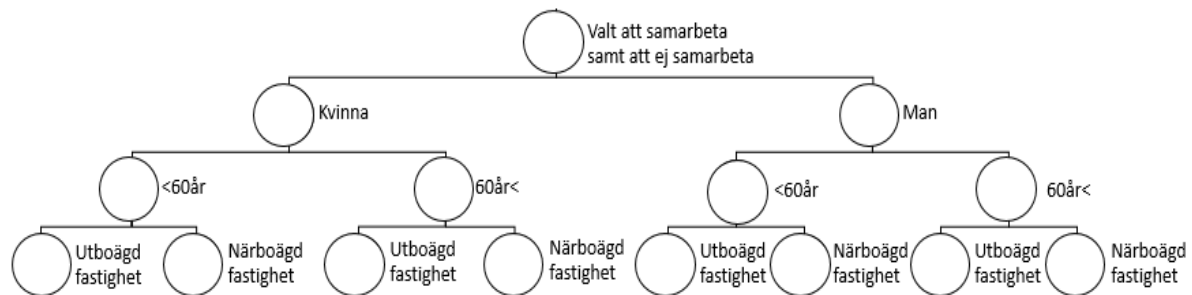 Valt att samarbeta
samt att ej samarbeta
Kvinna
Man
<60år
60år<
<60år
60år<
Utboägd
fastighet
Närboägd
fastighet
Utboägd
fastighet
Närboägd
fastighet
Utboägd
fastighet
Närboägd
fastighet
Utboägd
fastighet
Närboägd
fastighet